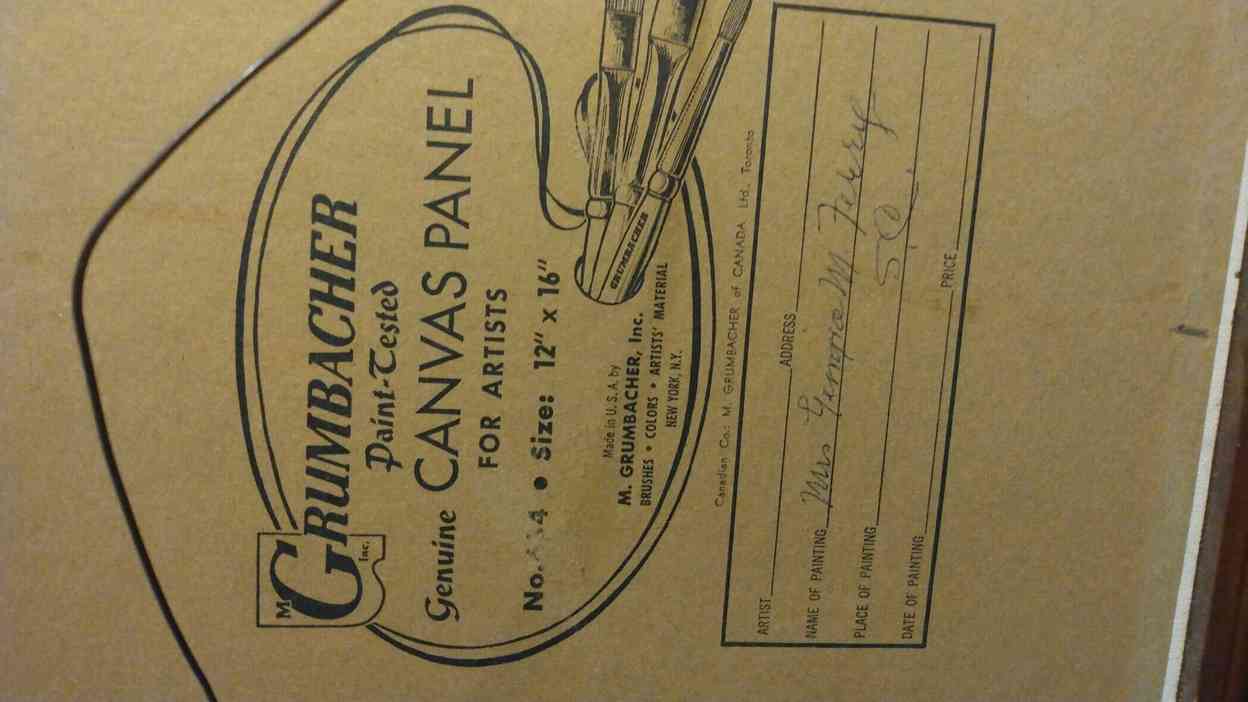 M
GRUMBACHER
Inc.
Paint-Tested
Genuine CANVAS PANEL
FOR ARTISTS
No. 4 • Size: 12" x 16"
Made in U.S.A. by
M. GRUMBACHER, Inc.
BRUSHES • COLORS • ARTISTS' MATERIAL
NEW YORK, N.Y.
GRUMBACHER
Canadian Co.: M. GRUMBACHER of CANADA Ltd., Toronto
ARTIST ADDRESS
NAME OF PAINTING Mrs M
PLACE OF PAINTING
DATE OF PAINTING PRICE